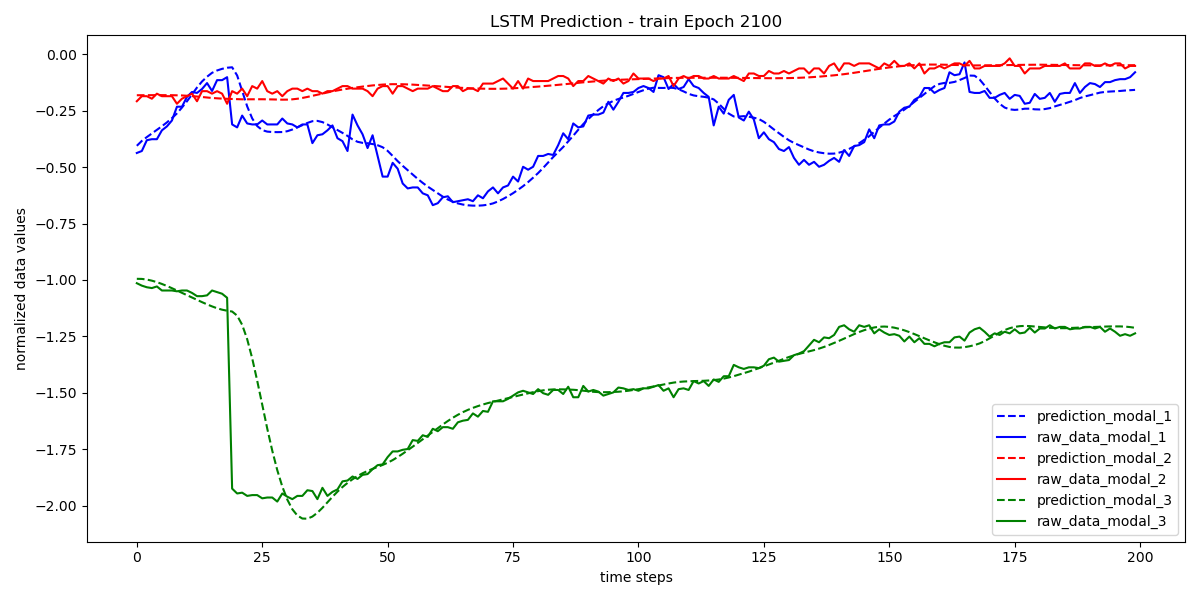 LSTM Prediction - train Epoch 2100
normalized data values
0.00
−0.25
−0.50
−0.75
−1.00
−1.25
−1.50
−1.75
−2.00
prediction_modal_1
raw_data_modal_1
prediction_modal_2
raw_data_modal_2
prediction_modal_3
raw_data_modal_3
0 25 50 75 100 125 150 175 200
time steps